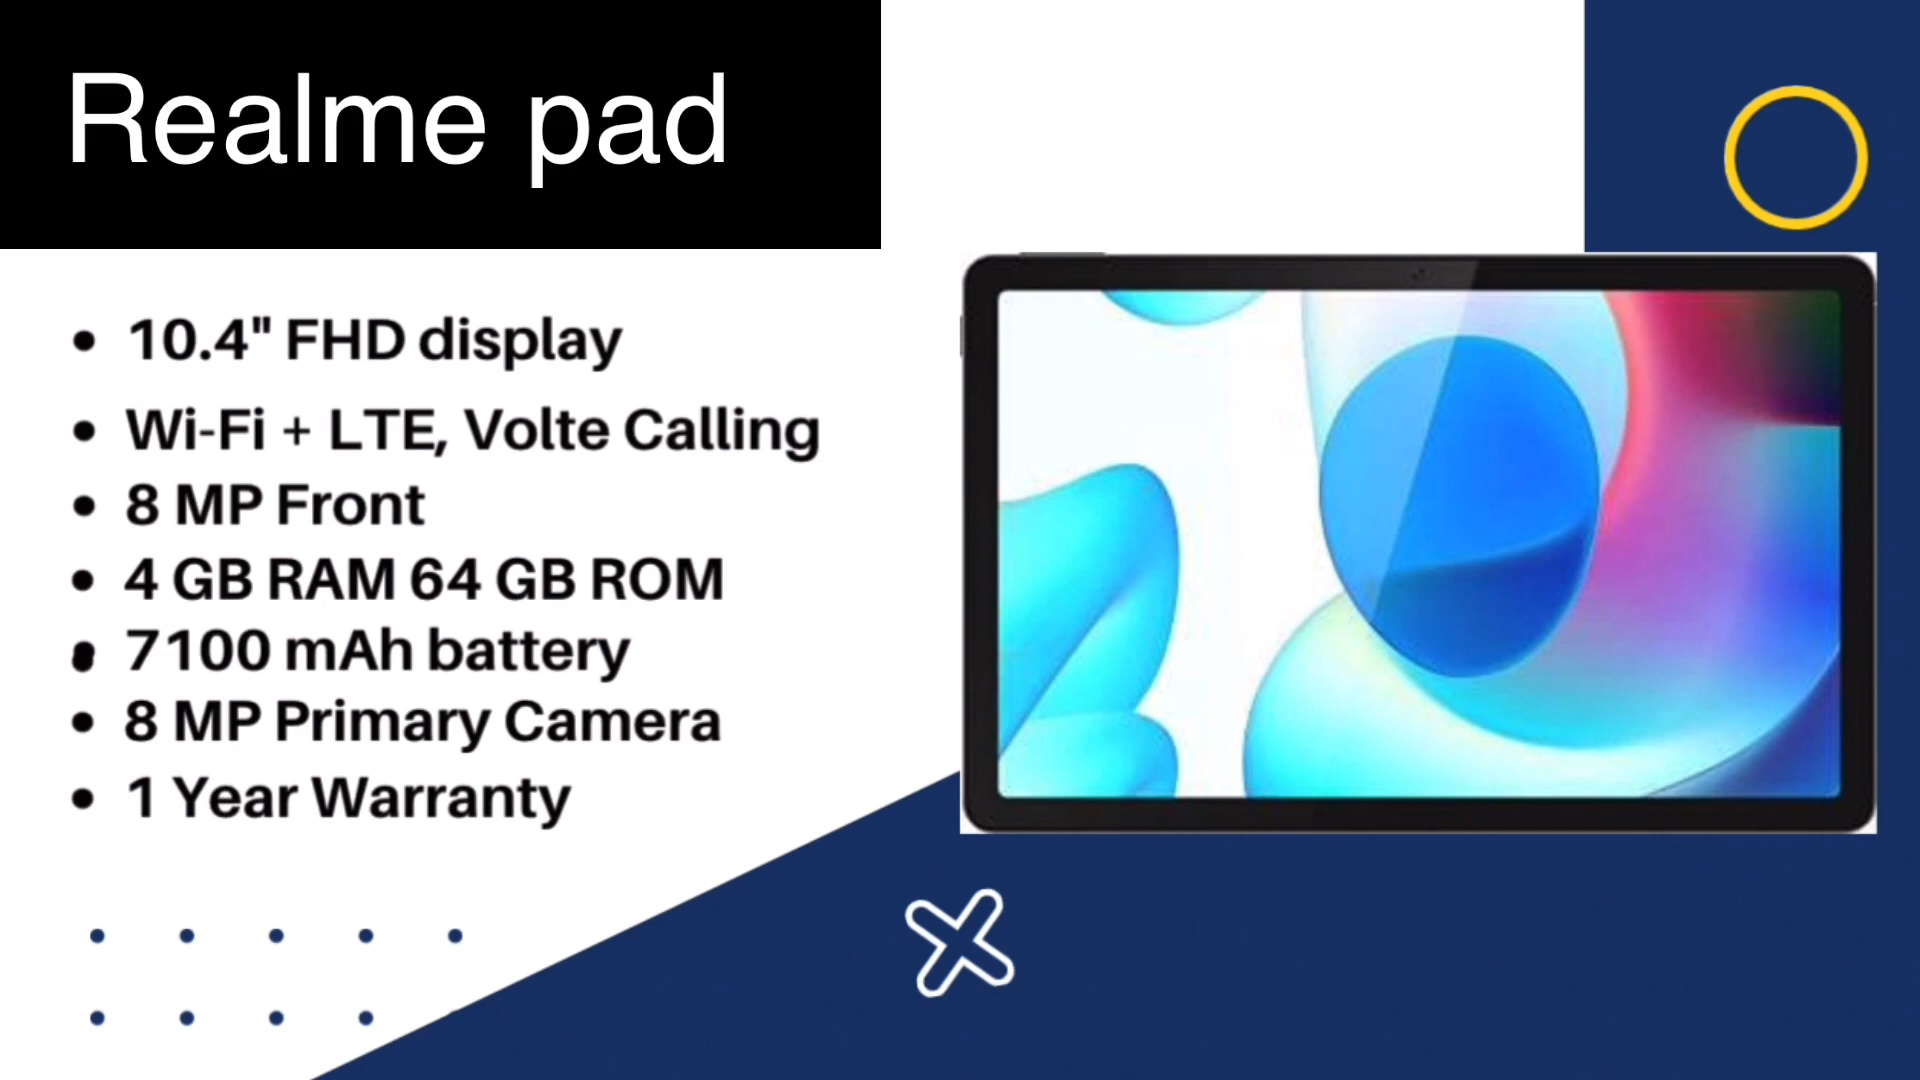 Realme pad
• 10.4" FHD display
• Wi-Fi + LTE, Volte Calling
• 8 MP Front
• 4 GB RAM 64 GB ROM
• 7100 mAh battery
• 8 MP Primary Camera
• 1 Year Warranty